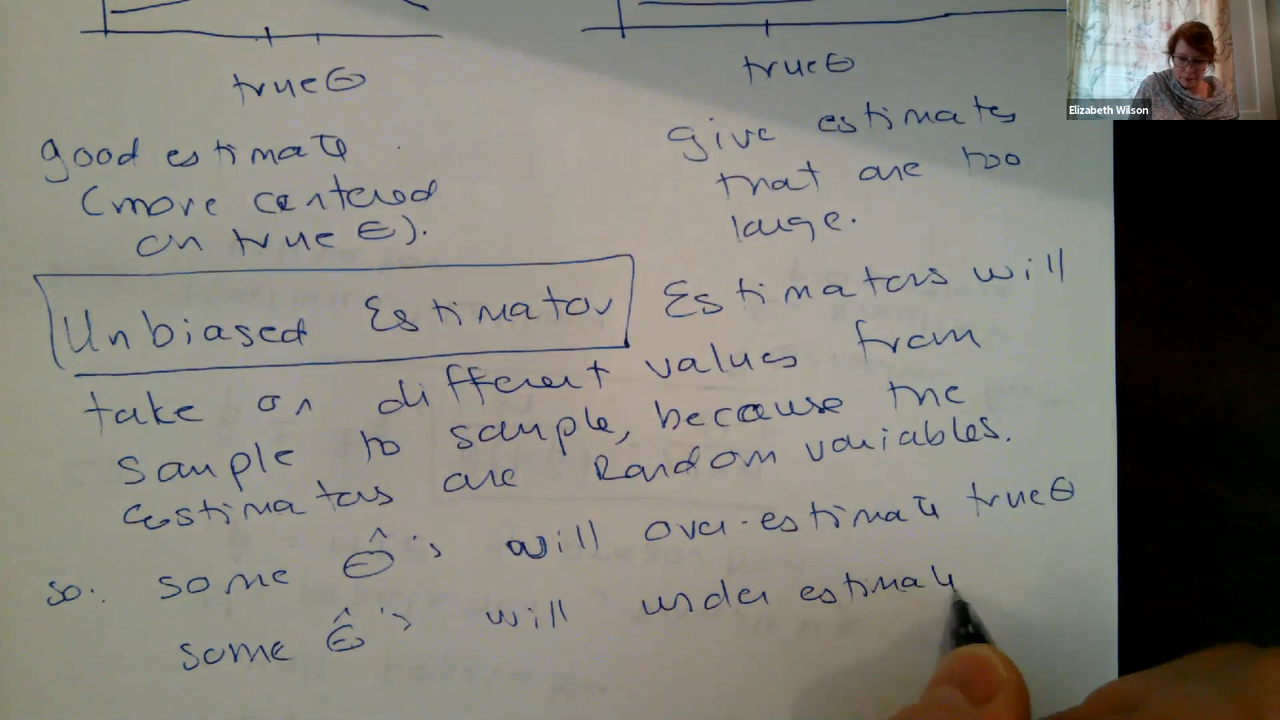 true θ
true θ
Elizabeth Wilson
good estimate
(more centered
on true θ).
give estimates
that are too
large.
Unbiased Estimator Estimators will
take on different values from
sample to sample, because the
estimators are Random variables.
so: some θ̂'s will over-estimate true θ
some θ̂'s will under estimate